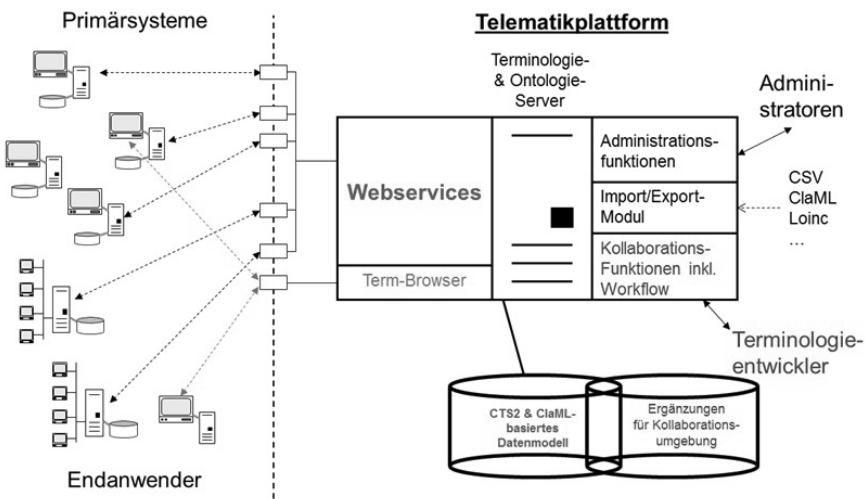 Primärsysteme
Telematikplattform
Terminologie-
& Ontologie-
Server
Admini-
stratoren
Webservices
Administrations-
funktionen
Import/Export-
Modul
CSV
ClaML
Loinc
...
Term-Browser
Kollaborations-
Funktionen inkl.
Workflow
Terminologie-
entwickler
CTS2 & ClaML-
basiertes
Datenmodell
Ergänzungen
für Kollaborations-
umgebung
Endanwender